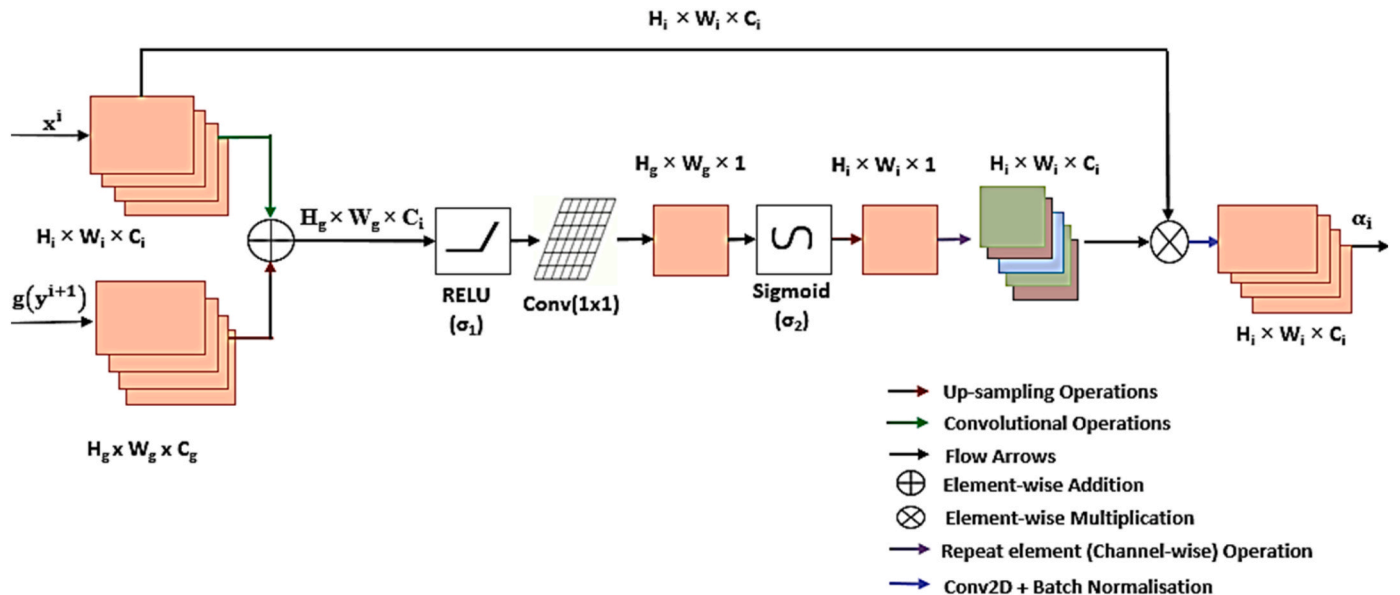 Hᵢ × Wᵢ × Cᵢ
xⁱ
Hᵢ × Wᵢ × Cᵢ
g(yⁱ⁺¹)
H_g x W_g x C_g
H_g × W_g × Cᵢ
RELU
(σ₁)
Conv(1x1)
H_g × W_g × 1
Sigmoid
(σ₂)
Hᵢ × Wᵢ × 1
Hᵢ × Wᵢ × Cᵢ
αᵢ
Hᵢ × Wᵢ × Cᵢ
Up-sampling Operations
Convolutional Operations
Flow Arrows
Element-wise Addition
Element-wise Multiplication
Repeat element (Channel-wise) Operation
Conv2D + Batch Normalisation